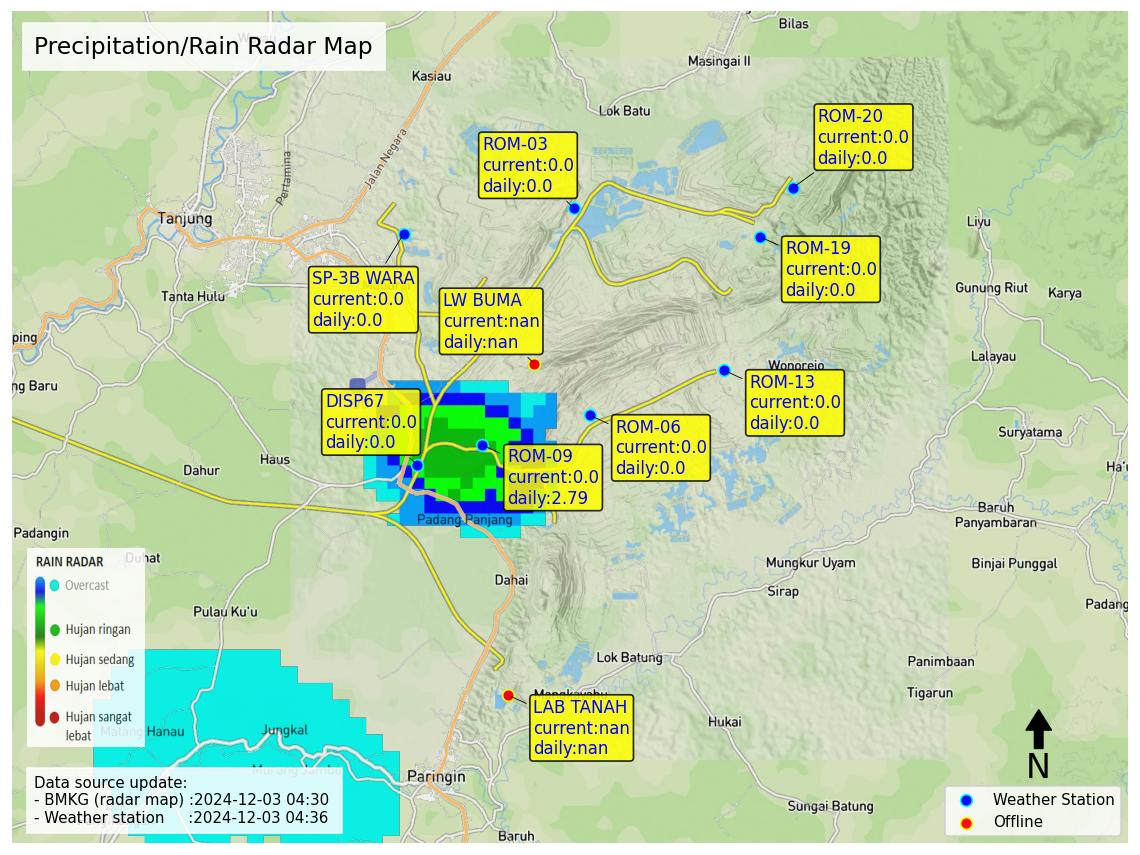 Precipitation/Rain Radar Map
Bilas
Masingai II
Kasiau
Lok Batu
Jalan Negara
Pertamina
Tanjung
ROM-20
current:0.0
daily:0.0
ROM-03
current:0.0
daily:0.0
Liyu
ROM-19
current:0.0
daily:0.0
SP-3B WARA
current:0.0
daily:0.0
Tanta Hulu
LW BUMA
current:nan
daily:nan
Gunung Riut
Karya
ping
Lalayau
Wonorejo
ng Baru
ROM-13
current:0.0
daily:0.0
DISP67
current:0.0
daily:0.0
ROM-06
current:0.0
daily:0.0
Suryatama
Haus
Dahur
ROM-09
current:0.0
daily:2.79
Ha'u
Padang Panjang
Baruh
Panyambaran
Padangin
Duhat
Mungkur Uyam
Binjai Punggal
Dahai
Sirap
Padang
Pulau Ku'u
RAIN RADAR
Overcast
Hujan ringan
Hujan sedang
Hujan lebat
Hujan sangat
lebat
Lok Batung
Panimbaan
Tigarun
Mangkayahu
LAB TANAH
current:nan
daily:nan
Hukai
Matang Hanau
Jungkal
Murung Jambu
Paringin
Sungai Batung
Baruh
Data source update:
- BMKG (radar map) :2024-12-03 04:30
- Weather station :2024-12-03 04:36
N
Weather Station
Offline